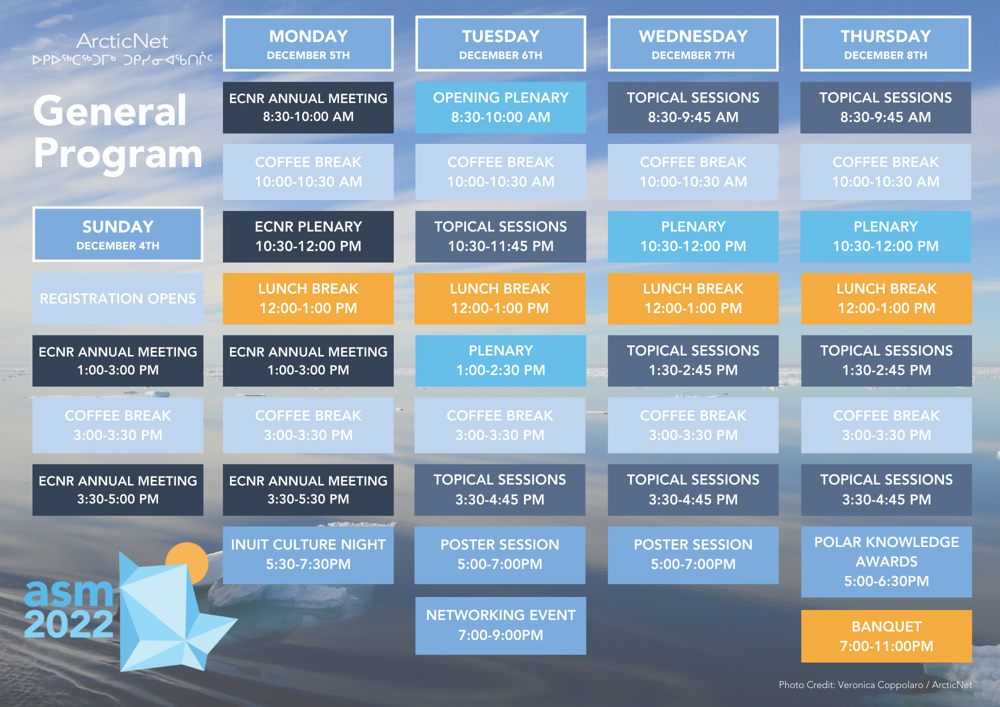 ArcticNet
ᐅᑭᐅᖅᑕᖅᑐᒥᒃ ᑐᑭᓯᓂᐊᖅᑎᒌᑦ
General
Program
SUNDAY
DECEMBER 4TH
REGISTRATION OPENS
ECNR ANNUAL MEETING
1:00-3:00 PM
COFFEE BREAK
3:00-3:30 PM
ECNR ANNUAL MEETING
3:30-5:00 PM
asm
2022
MONDAY
DECEMBER 5TH
ECNR ANNUAL MEETING
8:30-10:00 AM
COFFEE BREAK
10:00-10:30 AM
ECNR PLENARY
10:30-12:00 PM
LUNCH BREAK
12:00-1:00 PM
ECNR ANNUAL MEETING
1:00-3:00 PM
COFFEE BREAK
3:00-3:30 PM
ECNR ANNUAL MEETING
3:30-5:30 PM
INUIT CULTURE NIGHT
5:30-7:30PM
TUESDAY
DECEMBER 6TH
OPENING PLENARY
8:30-10:00 AM
COFFEE BREAK
10:00-10:30 AM
TOPICAL SESSIONS
10:30-11:45 PM
LUNCH BREAK
12:00-1:00 PM
PLENARY
1:00-2:30 PM
COFFEE BREAK
3:00-3:30 PM
TOPICAL SESSIONS
3:30-4:45 PM
POSTER SESSION
5:00-7:00PM
NETWORKING EVENT
7:00-9:00PM
WEDNESDAY
DECEMBER 7TH
TOPICAL SESSIONS
8:30-9:45 AM
COFFEE BREAK
10:00-10:30 AM
PLENARY
10:30-12:00 PM
LUNCH BREAK
12:00-1:00 PM
TOPICAL SESSIONS
1:30-2:45 PM
COFFEE BREAK
3:00-3:30 PM
TOPICAL SESSIONS
3:30-4:45 PM
POSTER SESSION
5:00-7:00PM
THURSDAY
DECEMBER 8TH
TOPICAL SESSIONS
8:30-9:45 AM
COFFEE BREAK
10:00-10:30 AM
PLENARY
10:30-12:00 PM
LUNCH BREAK
12:00-1:00 PM
TOPICAL SESSIONS
1:30-2:45 PM
COFFEE BREAK
3:00-3:30 PM
TOPICAL SESSIONS
3:30-4:45 PM
POLAR KNOWLEDGE
AWARDS
5:00-6:30PM
BANQUET
7:00-11:00PM
Photo Credit: Veronica Coppolaro / ArcticNet